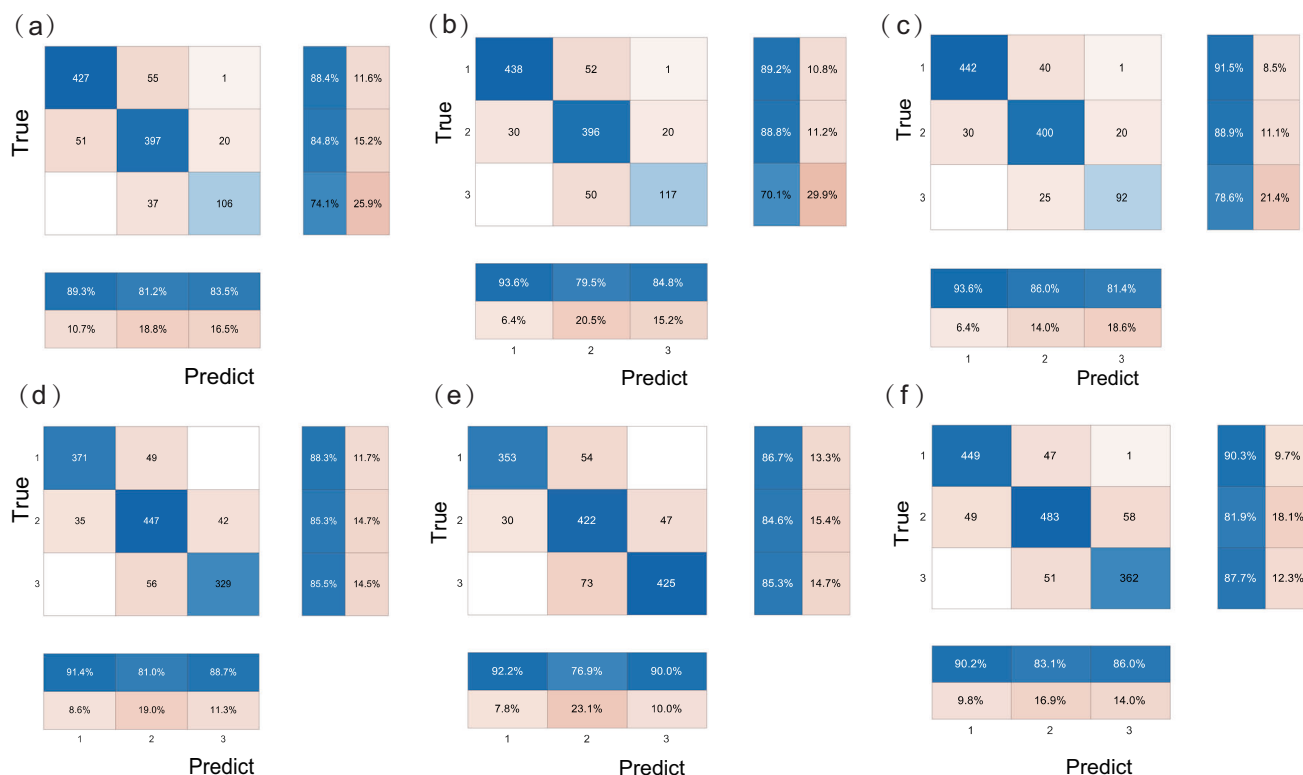 (a)
427 55 1 88.4% 11.6%
51 397 20 84.8% 15.2%
37 106 74.1% 25.9%
True
89.3% 81.2% 83.5%
10.7% 18.8% 16.5%
Predict
(b)
1 438 52 1 89.2% 10.8%
2 30 396 20 88.8% 11.2%
3 50 117 70.1% 29.9%
True
93.6% 79.5% 84.8%
6.4% 20.5% 15.2%
1 2 3
Predict
(c)
1 442 40 1 91.5% 8.5%
2 30 400 20 88.9% 11.1%
3 25 92 78.6% 21.4%
True
93.6% 86.0% 81.4%
6.4% 14.0% 18.6%
1 2 3
Predict
(d)
1 371 49 88.3% 11.7%
2 35 447 42 85.3% 14.7%
3 56 329 85.5% 14.5%
True
91.4% 81.0% 88.7%
8.6% 19.0% 11.3%
1 2 3
Predict
(e)
1 353 54 86.7% 13.3%
2 30 422 47 84.6% 15.4%
3 73 425 85.3% 14.7%
True
92.2% 76.9% 90.0%
7.8% 23.1% 10.0%
1 2 3
Predict
(f)
1 449 47 1 90.3% 9.7%
2 49 483 58 81.9% 18.1%
3 51 362 87.7% 12.3%
True
90.2% 83.1% 86.0%
9.8% 16.9% 14.0%
1 2 3
Predict